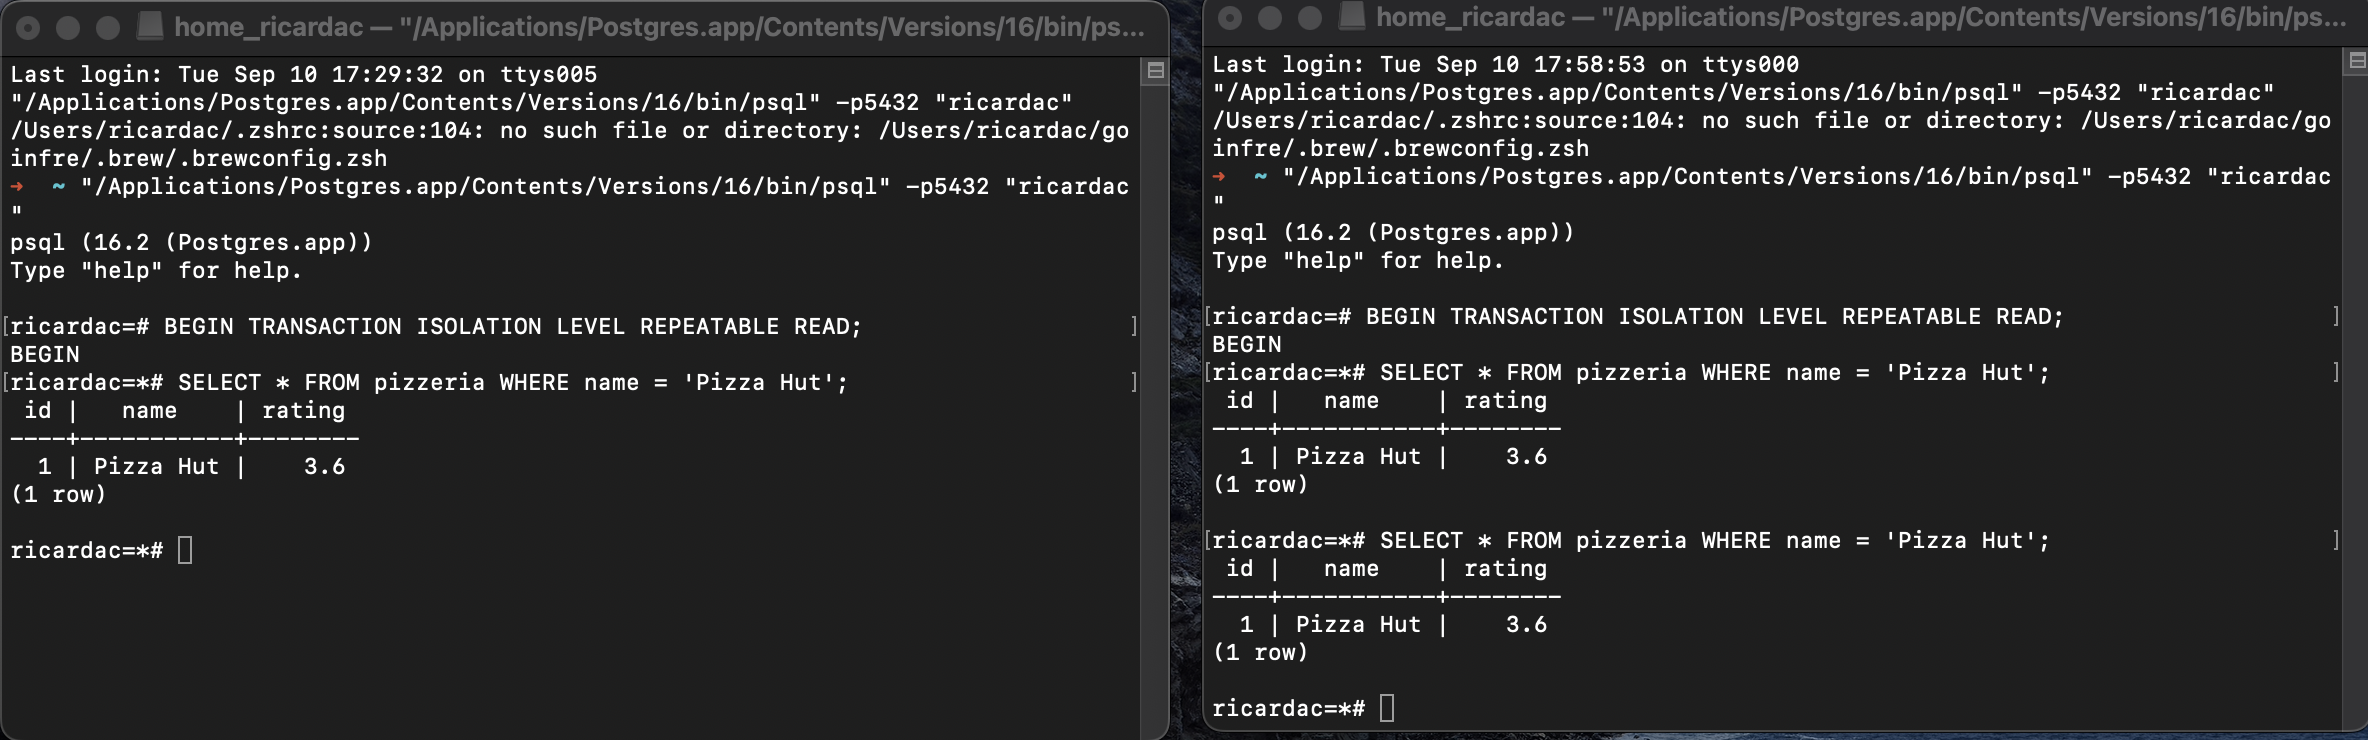 home_ricardac — "/Applications/Postgres.app/Contents/Versions/16/bin/ps...
Last login: Tue Sep 10 17:29:32 on ttys005
"/Applications/Postgres.app/Contents/Versions/16/bin/psql" -p5432 "ricardac"
/Users/ricardac/.zshrc:source:104: no such file or directory: /Users/ricardac/go
infre/.brew/.brewconfig.zsh
➜  ~ "/Applications/Postgres.app/Contents/Versions/16/bin/psql" -p5432 "ricardac
"
psql (16.2 (Postgres.app))
Type "help" for help.
[ricardac=# BEGIN TRANSACTION ISOLATION LEVEL REPEATABLE READ; ]
BEGIN
[ricardac=*# SELECT * FROM pizzeria WHERE name = 'Pizza Hut'; ]
 id |   name    | rating
----+-----------+--------
  1 | Pizza Hut |    3.6
(1 row)
ricardac=*#
home_ricardac — "/Applications/Postgres.app/Contents/Versions/16/bin/ps...
Last login: Tue Sep 10 17:58:53 on ttys000
"/Applications/Postgres.app/Contents/Versions/16/bin/psql" -p5432 "ricardac"
/Users/ricardac/.zshrc:source:104: no such file or directory: /Users/ricardac/go
infre/.brew/.brewconfig.zsh
➜  ~ "/Applications/Postgres.app/Contents/Versions/16/bin/psql" -p5432 "ricardac
"
psql (16.2 (Postgres.app))
Type "help" for help.
[ricardac=# BEGIN TRANSACTION ISOLATION LEVEL REPEATABLE READ; ]
BEGIN
[ricardac=*# SELECT * FROM pizzeria WHERE name = 'Pizza Hut'; ]
 id |   name    | rating
----+-----------+--------
  1 | Pizza Hut |    3.6
(1 row)
[ricardac=*# SELECT * FROM pizzeria WHERE name = 'Pizza Hut'; ]
 id |   name    | rating
----+-----------+--------
  1 | Pizza Hut |    3.6
(1 row)
ricardac=*#